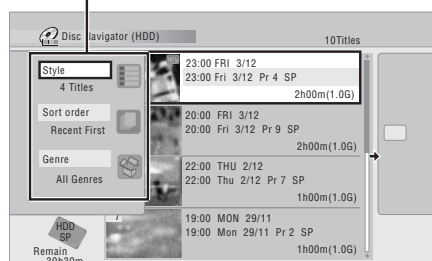 Disc Navigator (HDD)
10Titles
Style
4 Titles
Sort order
Recent First
Genre
All Genres
HDD
SP
Remain
30h30m
23:00 FRI 3/12
23:00 Fri 3/12 Pr 4 SP
2h00m(1.0G)
20:00 FRI 3/12
20:00 Fri 3/12 Pr 9 SP
2h00m(1.0G)
22:00 THU 2/12
22:00 Thu 2/12 Pr 7 SP
1h00m(1.0G)
7
19:00 MON 29/11
19:00 Mon 29/11 Pr 2 SP
1h00m(1.0G)